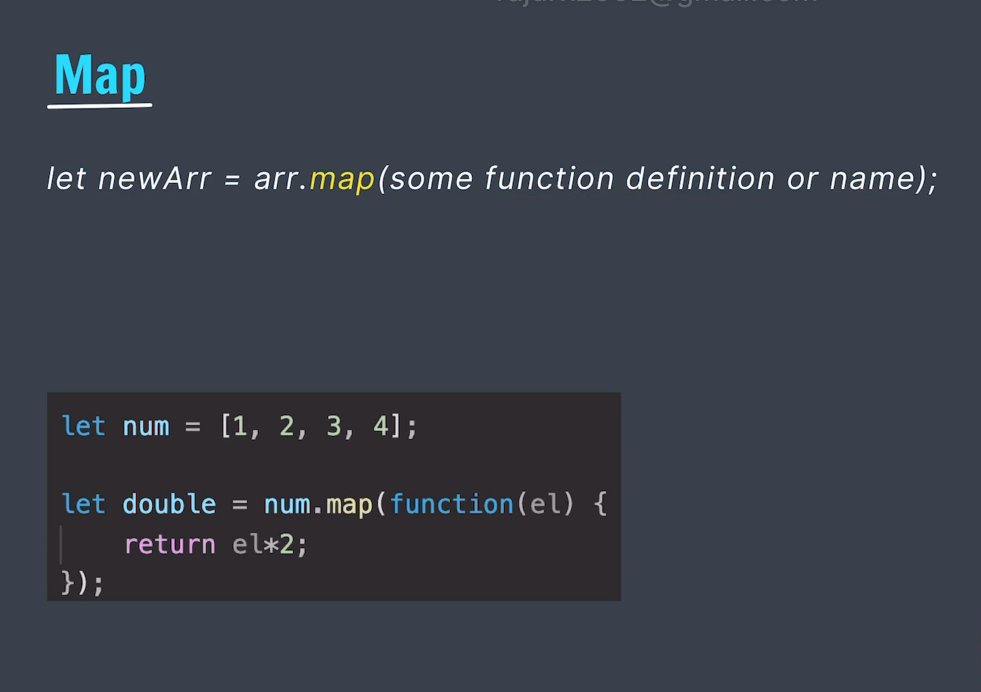 Map
let newArr = arr.map(some function definition or name);
let num = [1, 2, 3, 4];
let double = num.map(function(el) {
return el*2;
});